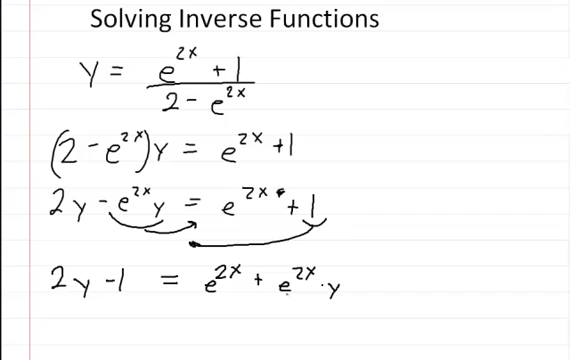 Solving Inverse Functions
y = (e^{2x} + 1) / (2 - e^{2x})
(2 - e^{2x})y = e^{2x} + 1
2y - e^{2x}y = e^{2x} + 1
2y - 1 = e^{2x} + e^{2x} · y